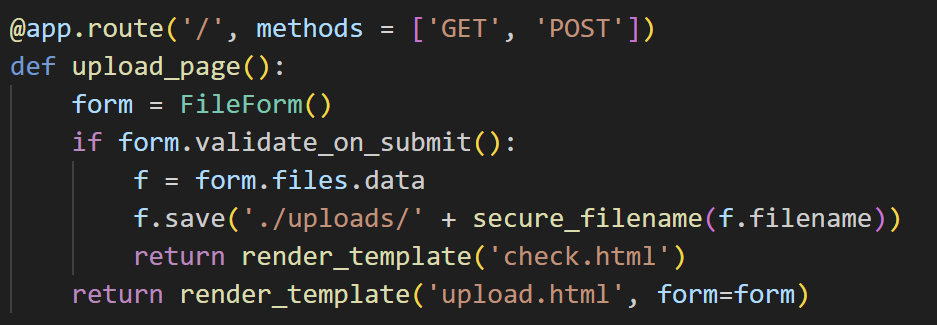 @app.route('/', methods = ['GET', 'POST'])
def upload_page():
    form = FileForm()
    if form.validate_on_submit():
        f = form.files.data
        f.save('./uploads/' + secure_filename(f.filename))
        return render_template('check.html')
    return render_template('upload.html', form=form)